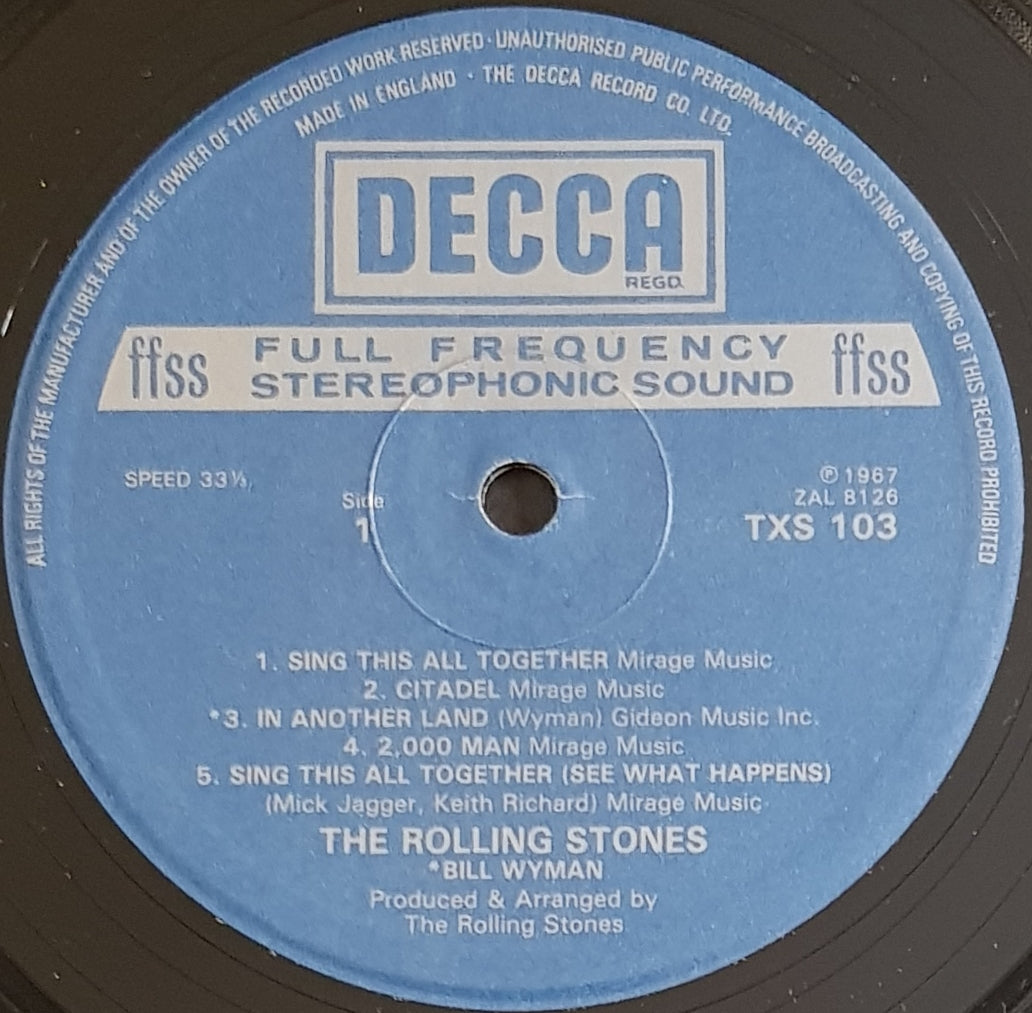 ALL RIGHTS OF THE MANUFACTURER AND OF THE OWNER OF THE RECORDED WORK RESERVED · UNAUTHORISED PUBLIC PERFORMANCE BROADCASTING AND COPYING OF THIS RECORD PROHIBITED
MADE IN ENGLAND · THE DECCA RECORD CO. LTD.
DECCA
REGD.
ffss FULL FREQUENCY ffss
STEREOPHONIC SOUND
SPEED 33⅓
Side
1
Ⓟ 1967
ZAL 8126
TXS 103
1. SING THIS ALL TOGETHER Mirage Music
2. CITADEL Mirage Music
*3. IN ANOTHER LAND (Wyman) Gideon Music Inc.
4. 2,000 MAN Mirage Music
5. SING THIS ALL TOGETHER (SEE WHAT HAPPENS)
(Mick Jagger, Keith Richard) Mirage Music
THE ROLLING STONES
*BILL WYMAN
Produced & Arranged by
The Rolling Stones